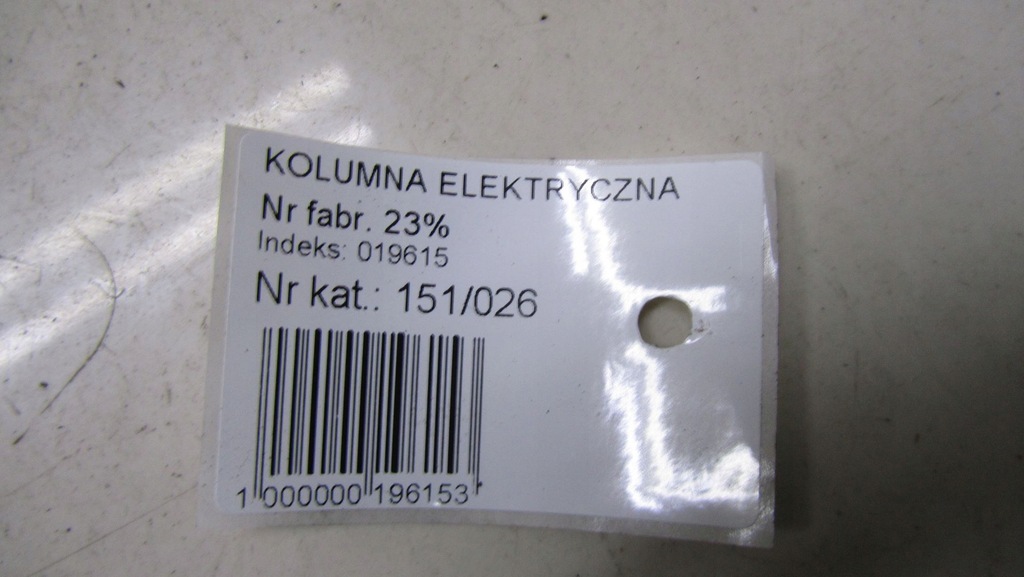 KOLUMNA ELEKTRYCZNA
Nr fabr. 23%
Indeks: 019615
Nr kat.: 151/026
1 000000 196153